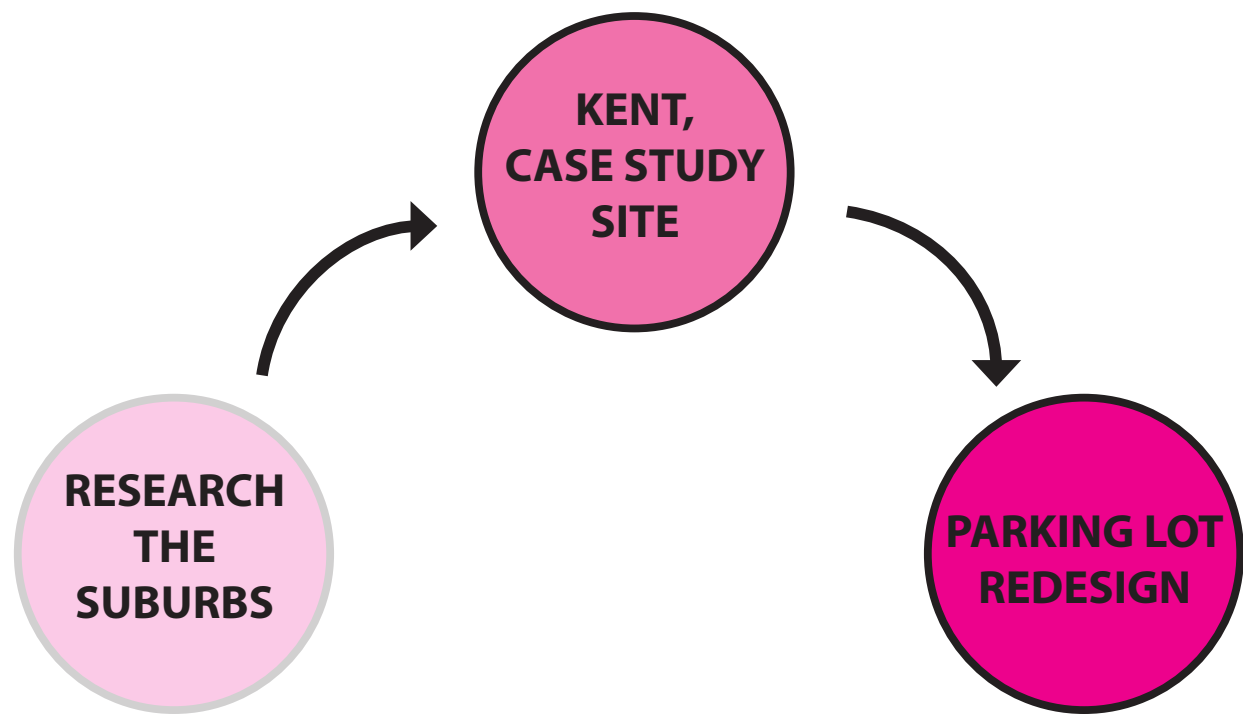 KENT,
CASE STUDY
SITE
RESEARCH
THE
SUBURBS
PARKING LOT
REDESIGN